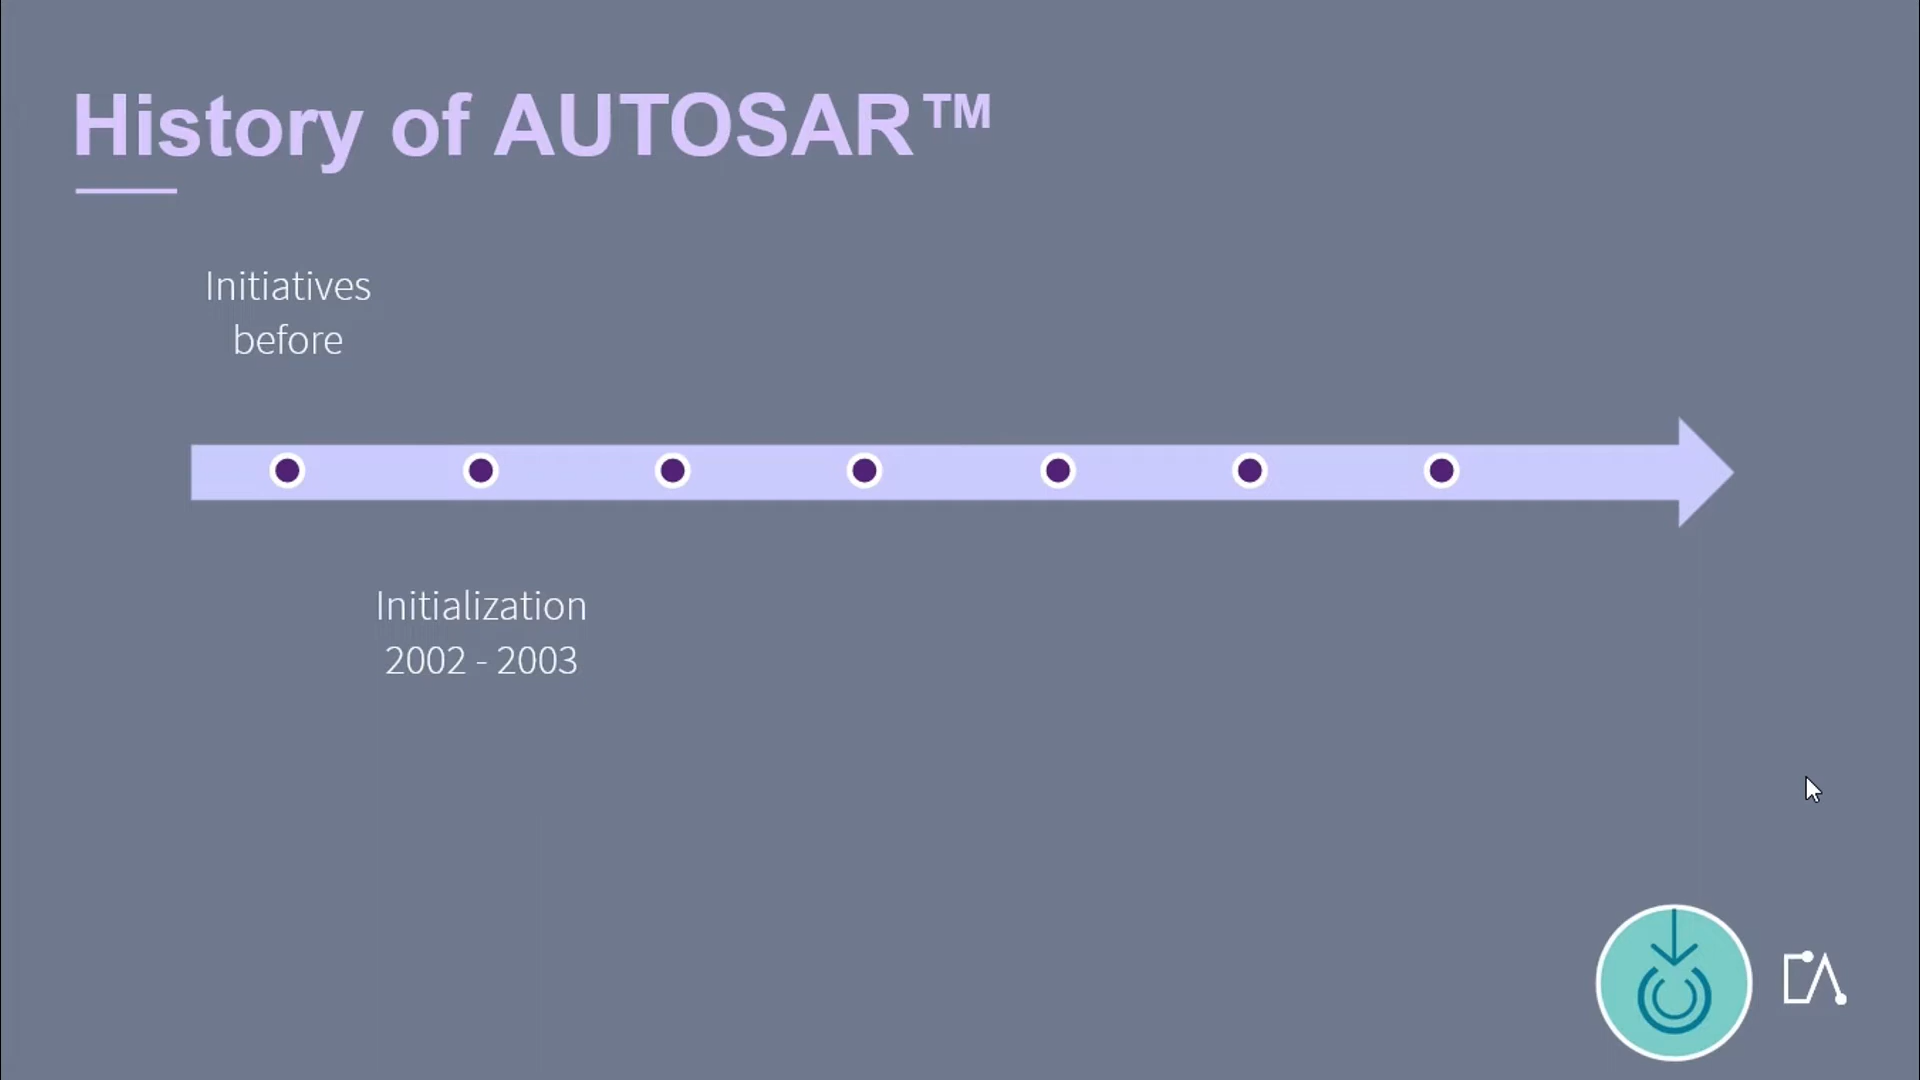 History of AUTOSAR™
Initiatives
before
Initialization
2002 - 2003